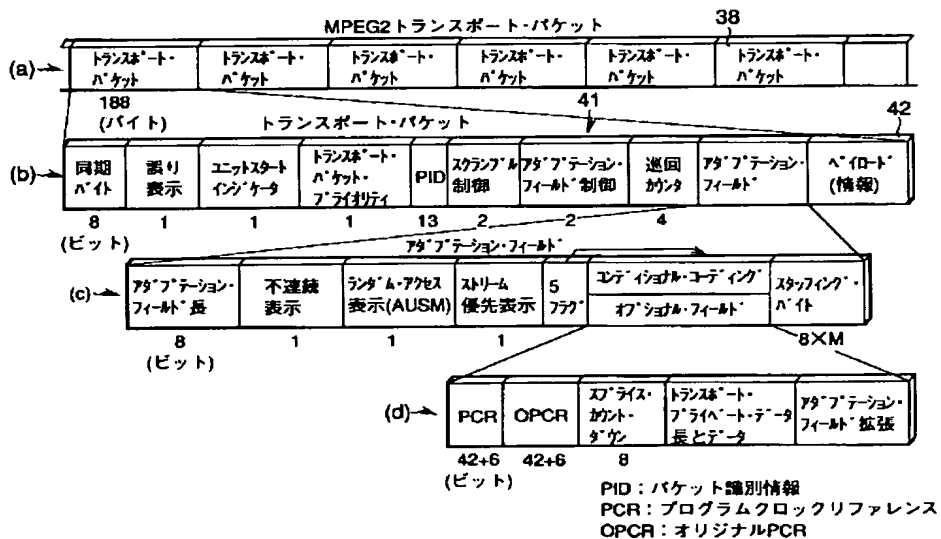 MPEG2トランスポート・パケット
38
(a)
トランスポート・
パケット
トランスポート・
パケット
トランスポート・
パケット
トランスポート・
パケット
トランスポート・
パケット
トランスポート・
パケット
188
(バイト)
トランスポート・パケット
41
42
(b)
同期
バイト
誤り
表示
ユニットスタート
インジケータ
トランスポート・
パケット・
プライオリティ
PID
スクランブル
制御
アダプテーション・
フィールド制御
巡回
カウンタ
アダプテーション・
フィールド
ペイロード
(情報)
8
(ビット)
1
1
1
13
2
2
4
アダプテーション・フィールド
(c)
アダプテーション・
フィールド長
不連続
表示
ランダム・アクセス
表示(AUSM)
ストリーム
優先表示
5
フラグ
コンディショナル・コーディング
オプショナル・フィールド
スタッフィング・
バイト
8
(ビット)
1
1
1
8×M
(d)
PCR
OPCR
スプライス・
カウント・
ダウン
トランスポート・
プライベート・データ
長とデータ
アダプテーション・
フィールド拡張
42+6
(ビット)
42+6
8
PID:パケット識別情報
PCR:プログラムクロックリファレンス
OPCR:オリジナルPCR